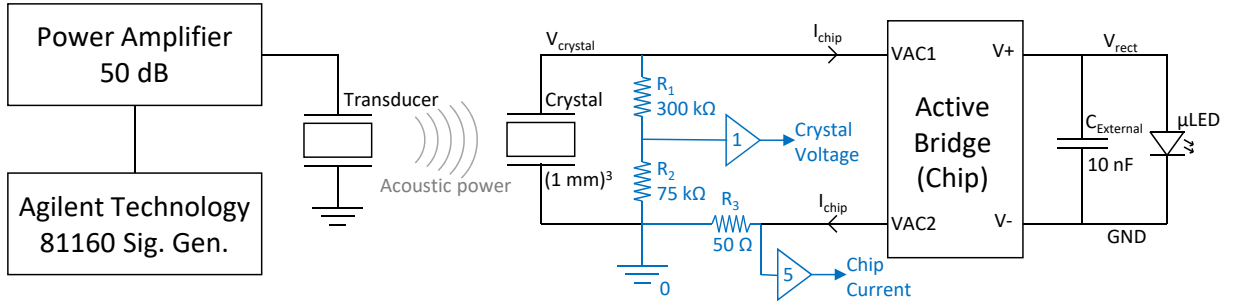 Power Amplifier
50 dB
Agilent Technology
81160 Sig. Gen.
Transducer
Acoustic power
Crystal
(1 mm)³
V_crystal
R₁
300 kΩ
R₂
75 kΩ
1
Crystal
Voltage
R₃
50 Ω
5
Chip
Current
0
I_chip
I_chip
VAC1
VAC2
Active
Bridge
(Chip)
V+
V-
V_rect
C_External
10 nF
µLED
GND